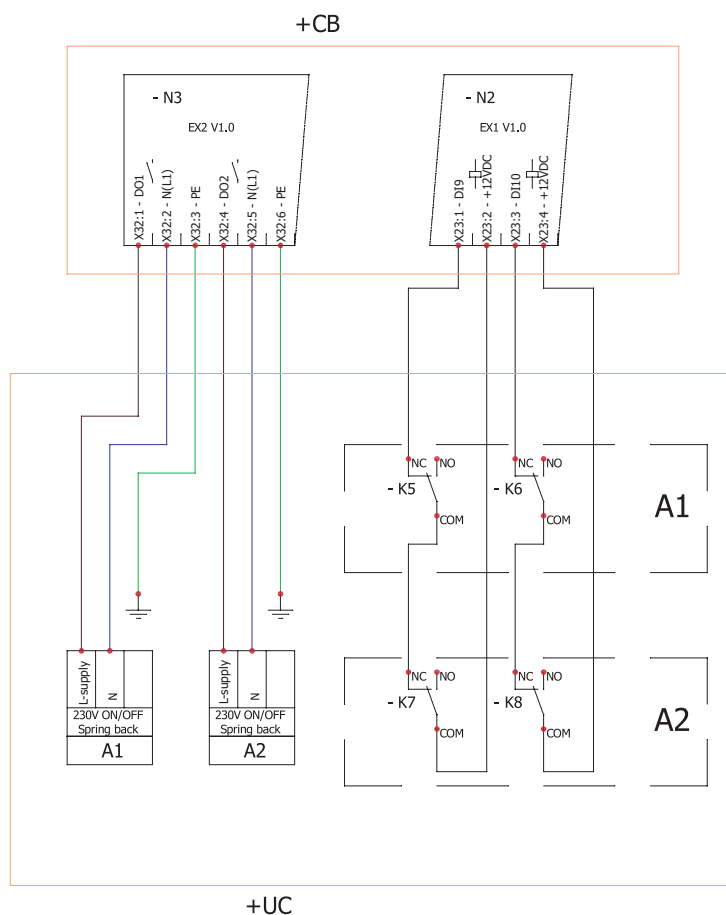 +CB
- N3
EX2 V1.0
X32:1 - DO1
X32:2 - N(L1)
X32:3 - PE
X32:4 - DO2
X32:5 - N(L1)
X32:6 - PE
- N2
EX1 V1.0
X23:1 - DI9
X23:2 - +12VDC
X23:3 - DI10
X23:4 - +12VDC
NC NO
- K5
COM
NC NO
- K6
COM
A1
NC NO
- K7
COM
NC NO
- K8
COM
A2
L-supply
N
230V ON/OFF
Spring back
A1
L-supply
N
230V ON/OFF
Spring back
A2
+UC